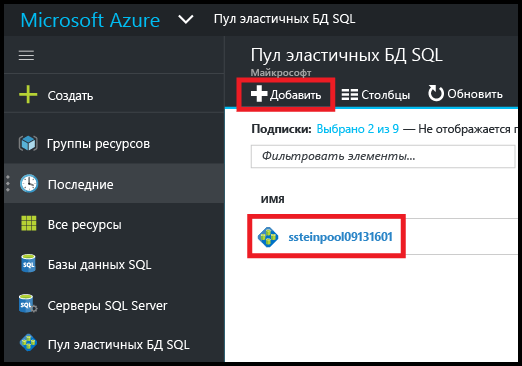 Microsoft Azure Пул эластичных БД SQL
Создать
Группы ресурсов
Последние
Все ресурсы
Базы данных SQL
Серверы SQL Server
Пул эластичных БД SQL
Пул эластичных БД SQL
Майкрософт
Добавить Столбцы Обновить
Подписки: Выбрано 2 из 9 — Не отображается
Фильтровать элементы...
ИМЯ
ssteinpool09131601